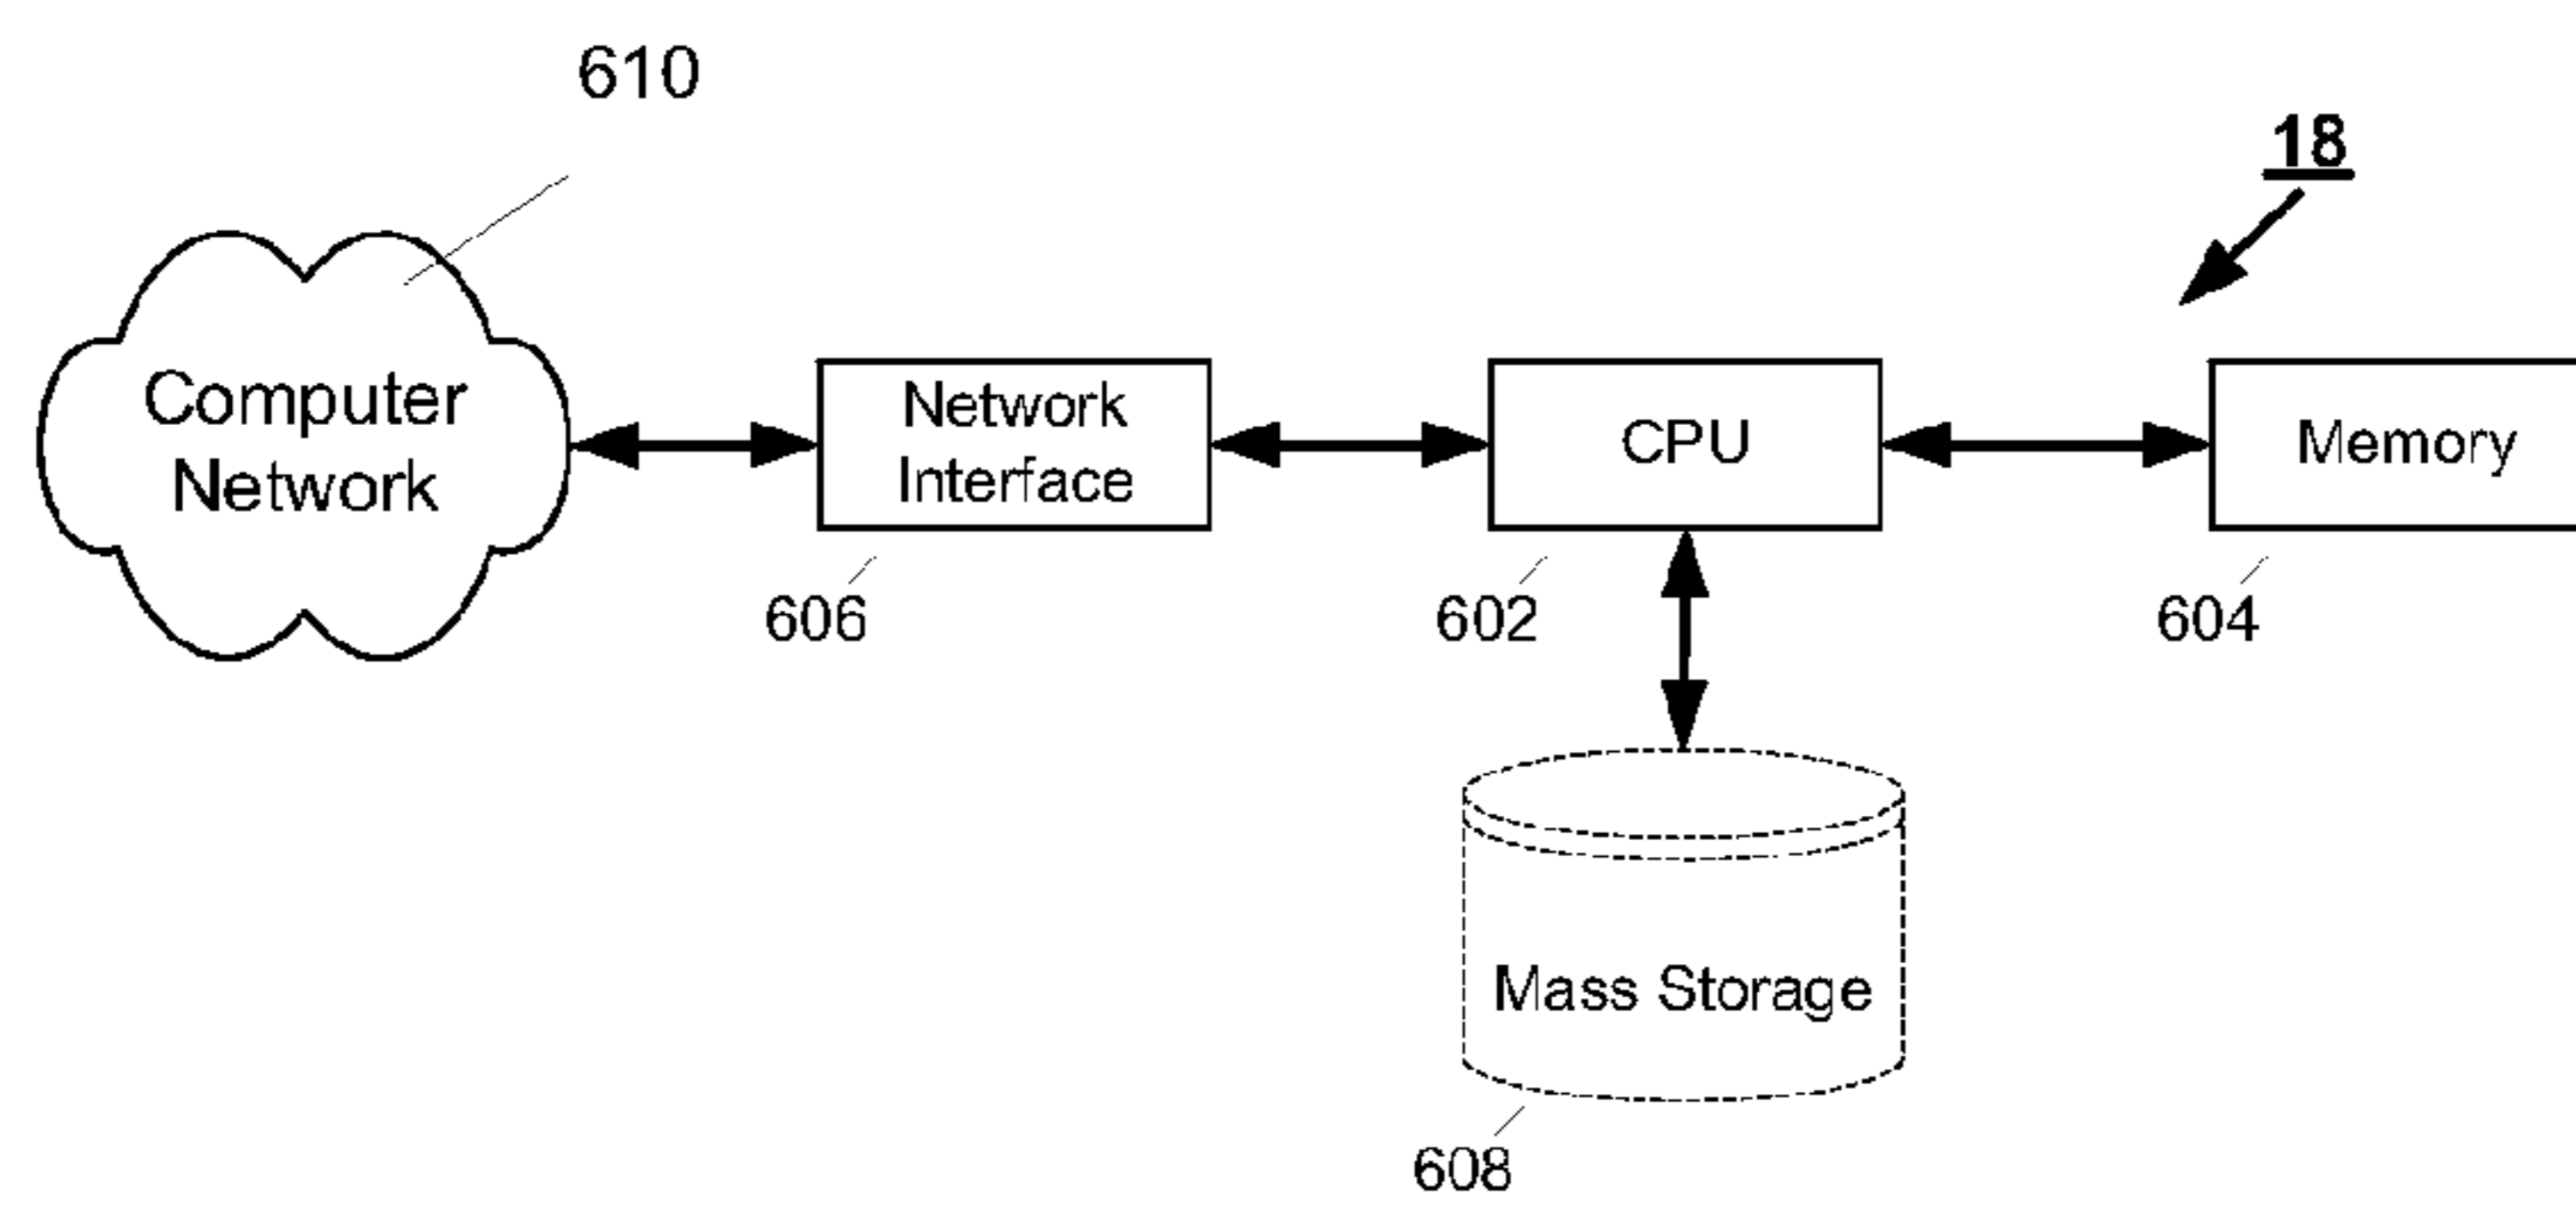 610
18
Computer
Network
Network
Interface
CPU
Memory
606
602
604
Mass Storage
608